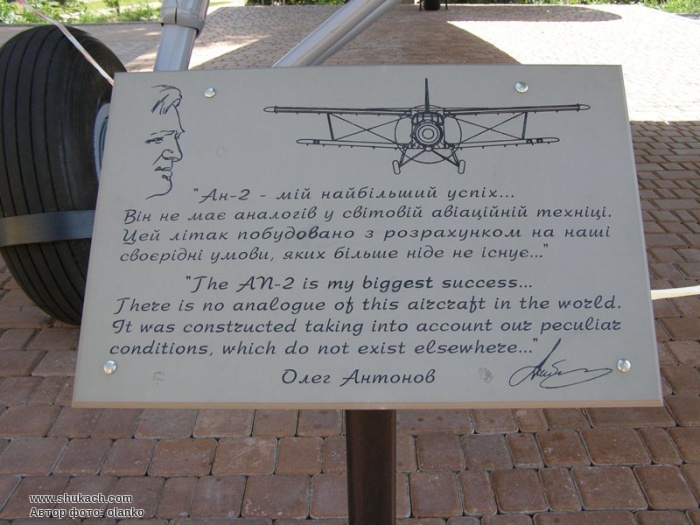 "Ан-2 - мій найбільший успіх...
Він не має аналогів у світовій авіаційній техніці.
Цей літак побудовано з розрахунком на наші
своєрідні умови, яких більше ніде не існує..."
"The AN-2 is my biggest success...
There is no analogue of this aircraft in the world.
It was constructed taking into account our peculiar
conditions, which do not exist elsewhere..."
Олег Антонов
www.shukach.com
Автор фото: olanko